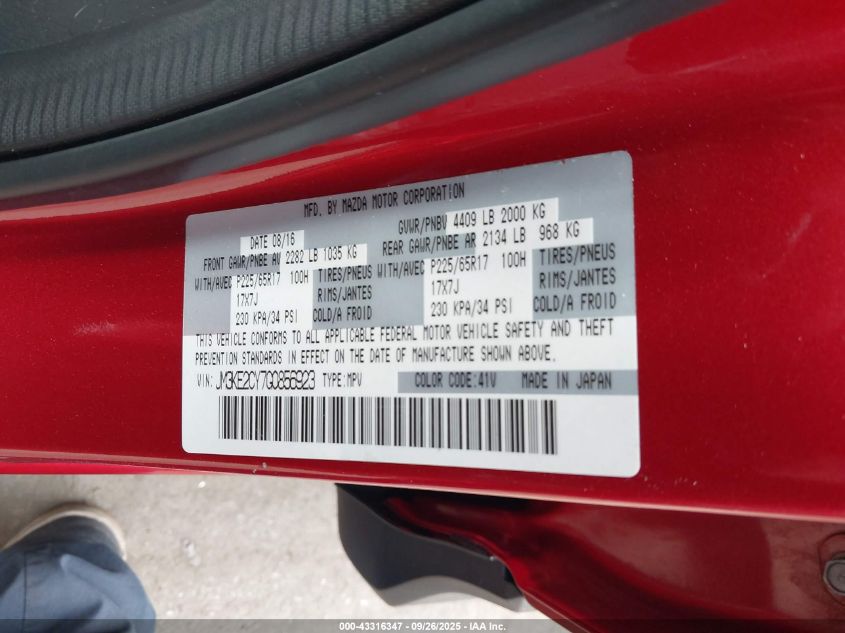 MFD. BY MAZDA MOTOR CORPORATION
DATE 08/16 GVWR/PNBV 4409 LB 2000 KG
FRONT GAWR/PNBE AV 2282 LB 1035 KG REAR GAWR/PNBE AR 2134 LB 968 KG
WITH/AVEC P225/65R17 100H TIRES/PNEUS WITH/AVEC P225/65R17 100H TIRES/PNEUS
17X7J RIMS/JANTES 17X7J RIMS/JANTES
230 KPA/34 PSI COLD/A FROID 230 KPA/34 PSI COLD/A FROID
THIS VEHICLE CONFORMS TO ALL APPLICABLE FEDERAL MOTOR VEHICLE SAFETY AND THEFT
PREVENTION STANDARDS IN EFFECT ON THE DATE OF MANUFACTURE SHOWN ABOVE.
VIN: JM3KE2CY7G0856923 TYPE: MPV COLOR CODE:41V MADE IN JAPAN
000-43316347 - 09/26/2025 - IAA Inc.